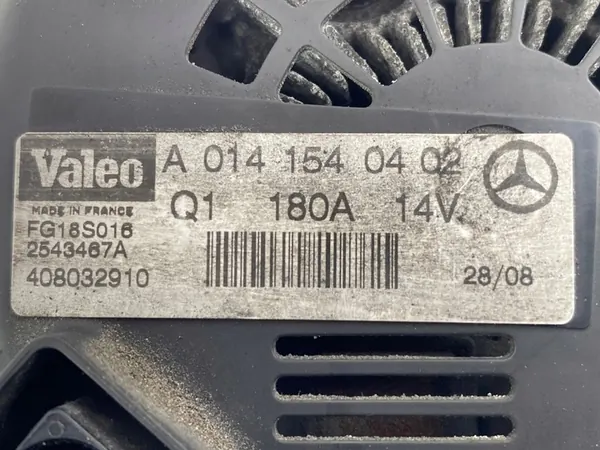 Valeo A 014 154 04 02
MADE IN FRANCE Q1 180A 14V
FG18S016
2543467A
408032910 28/08